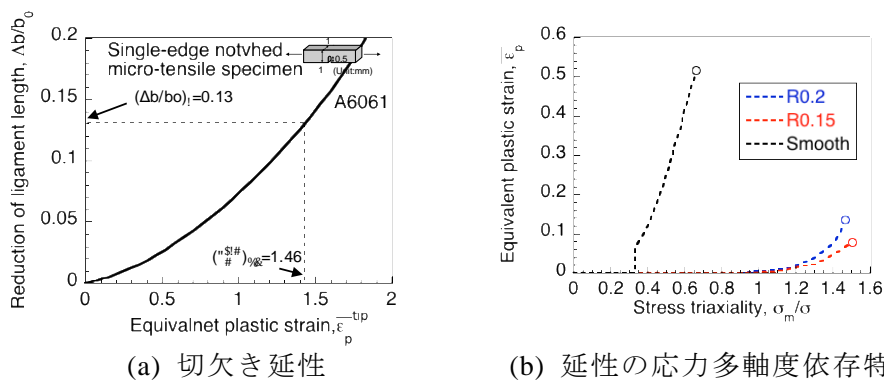 0.2
0.15
0.1
0.05
0
Reduction of ligament length, Δb/b0
Single-edge notvhed
micro-tensile specimen
1
0.5
1 (Unit:mm)
A6061
(Δb/bo)!=0.13
("$!#
#)%&=1.46
0 0.5 1 1.5 2
Equivalnet plastic strain, ε̅p tip
(a) 切欠き延性
0.6
0.5
0.4
0.3
0.2
0.1
0
Equivalent plastic strain, ε̅p
R0.2
R0.15
Smooth
0 0.2 0.4 0.6 0.8 1 1.2 1.4 1.6
Stress triaxiality, σm/σ
(b) 延性の応力多軸度依存特